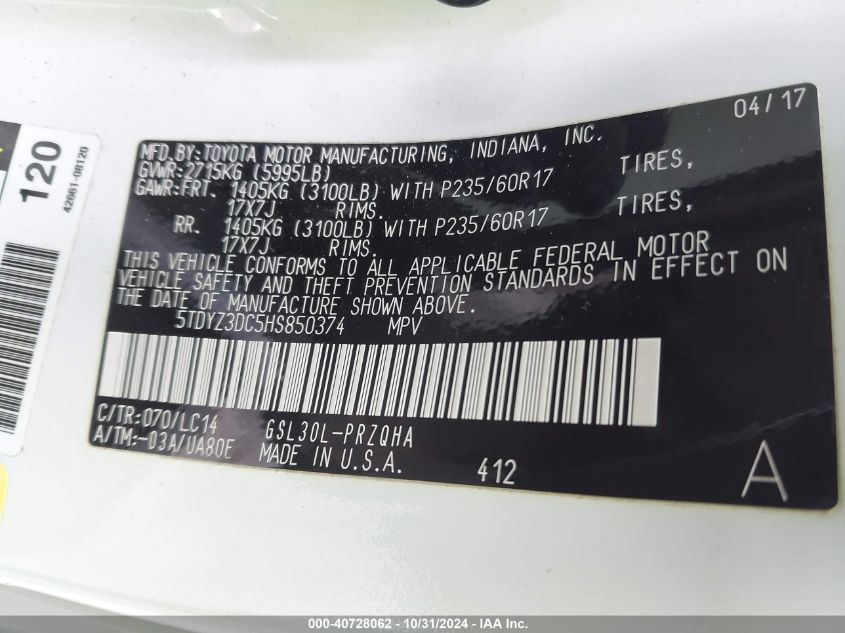 04/17
MFD.BY:TOYOTA MOTOR MANUFACTURING, INDIANA, INC.
GVWR:2715KG (5995LB)
GAWR:FRT. 1405KG (3100LB) WITH P235/60R17 TIRES,
17X7J RIMS.
RR. 1405KG (3100LB) WITH P235/60R17 TIRES,
17X7J RIMS.
THIS VEHICLE CONFORMS TO ALL APPLICABLE FEDERAL MOTOR
VEHICLE SAFETY AND THEFT PREVENTION STANDARDS IN EFFECT ON
THE DATE OF MANUFACTURE SHOWN ABOVE.
5TDYZ3DC5HS850374 MPV
C/TR:070/LC14 GSL30L-PRZQHA
A/TM:-03A/UA80E MADE IN U.S.A. 412 A
120
42661-08120
000-40728062 - 10/31/2024 - IAA Inc.